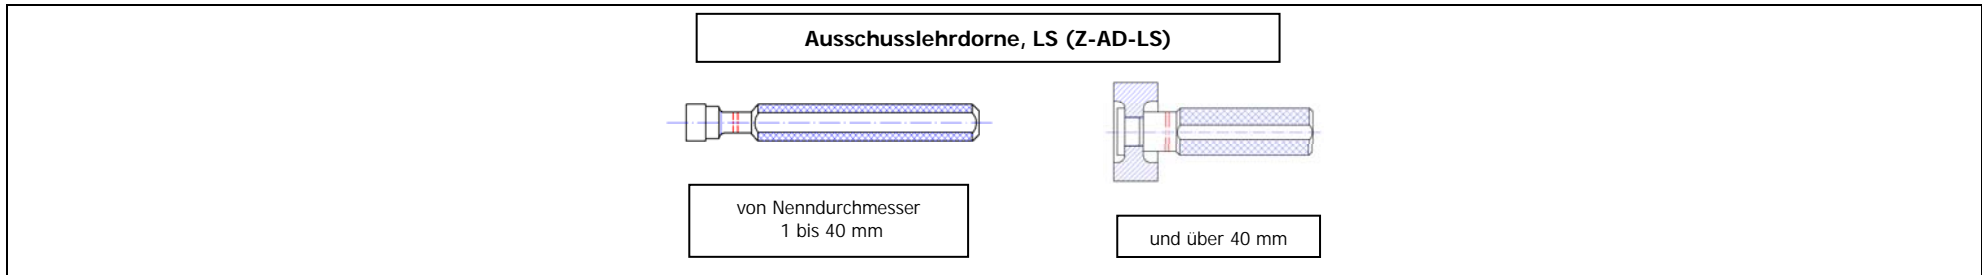 Ausschusslehrdorne, LS (Z-AD-LS)
von Nenndurchmesser
1 bis 40 mm
und über 40 mm